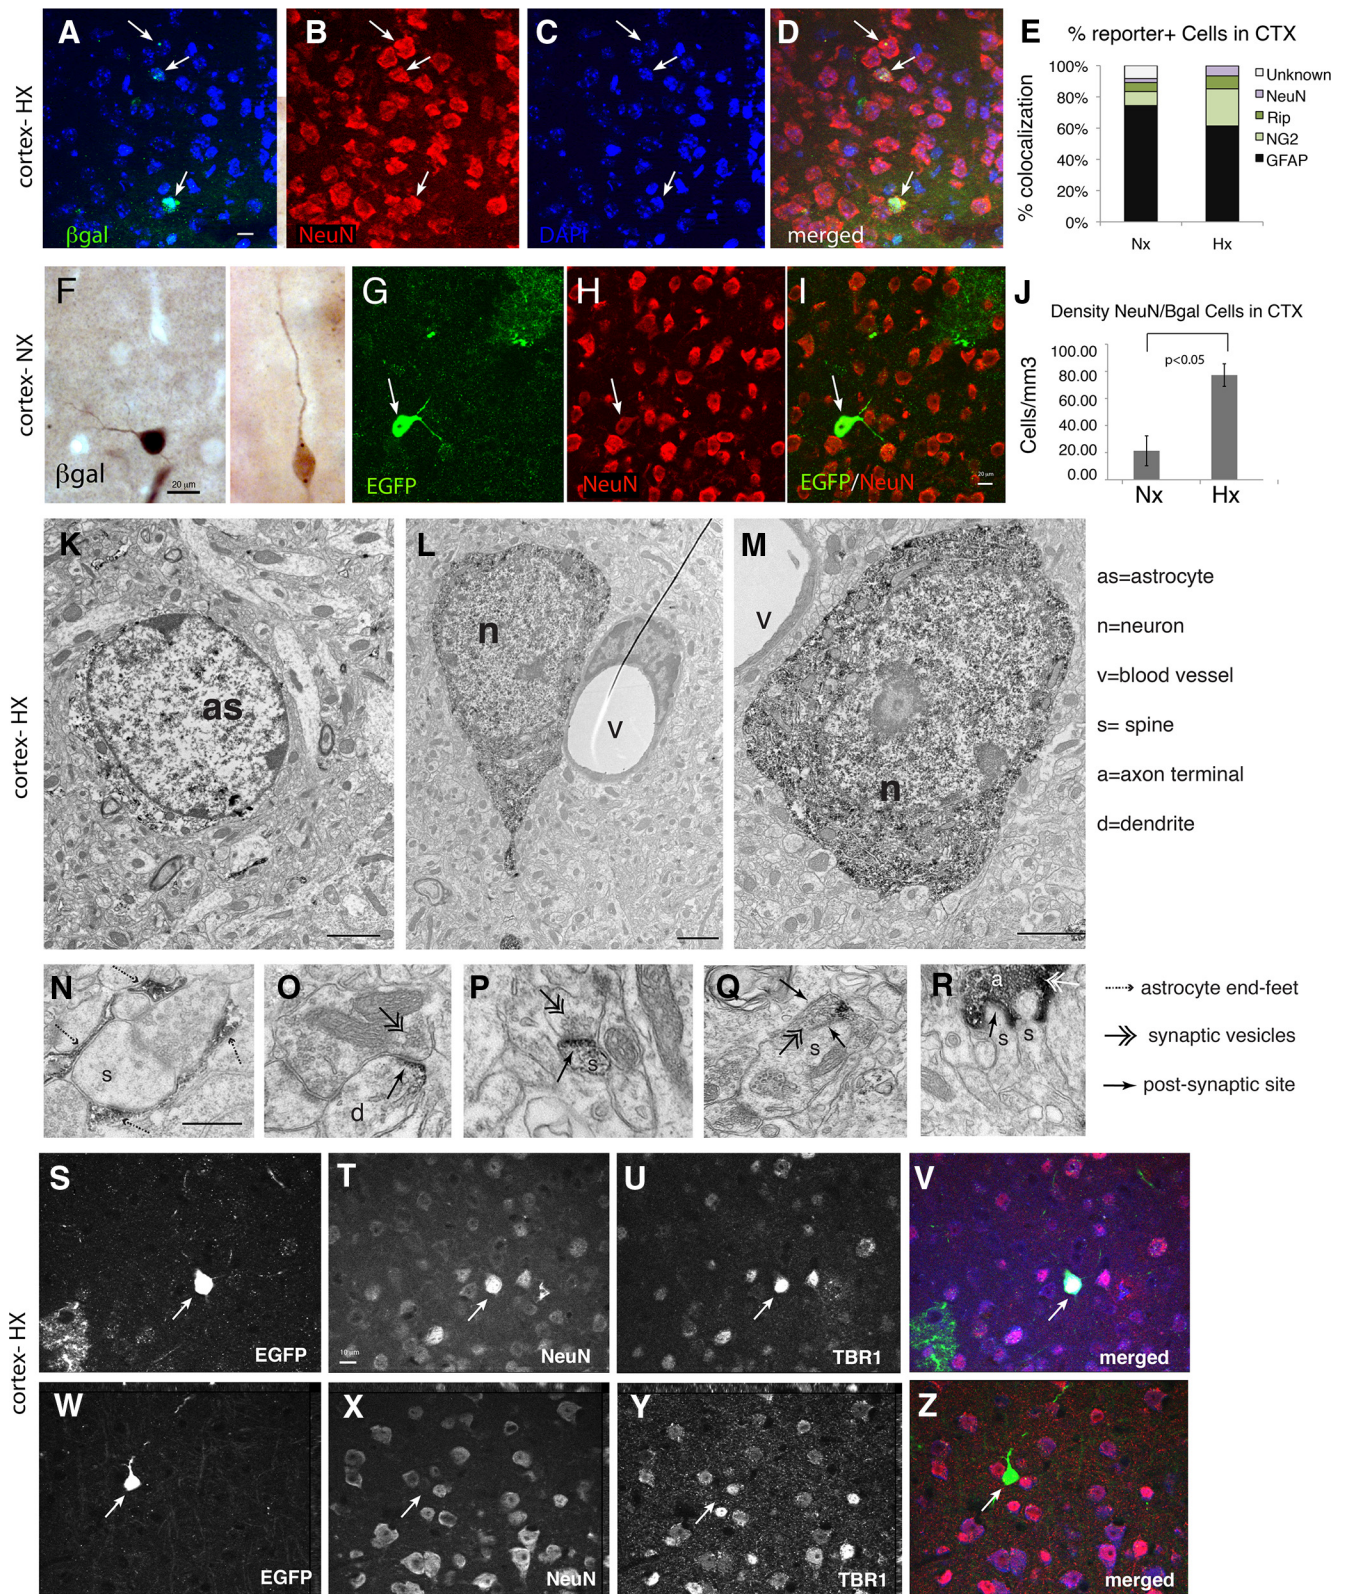 cortex- HX
A
βgal
B
NeuN
C
DAPI
D
merged
E
% reporter+ Cells in CTX
% colocalization
100%
80%
60%
40%
20%
0%
Nx
Hx
Unknown
NeuN
Rip
NG2
GFAP
cortex- NX
F
βgal
20 µm
G
EGFP
H
NeuN
I
EGFP/NeuN
20 µm
J
Density NeuN/Bgal Cells in CTX
Cells/mm3
100.00
80.00
60.00
40.00
20.00
0.00
p<0.05
Nx
Hx
cortex- HX
K
as
L
n
v
M
v
n
as=astrocyte
n=neuron
v=blood vessel
s= spine
a=axon terminal
d=dendrite
N
s
O
d
P
s
Q
s
R
a
s
s
astrocyte end-feet
synaptic vesicles
post-synaptic site
cortex- HX
S
EGFP
T
10 µm
NeuN
U
TBR1
V
merged
W
EGFP
X
NeuN
Y
TBR1
Z
merged